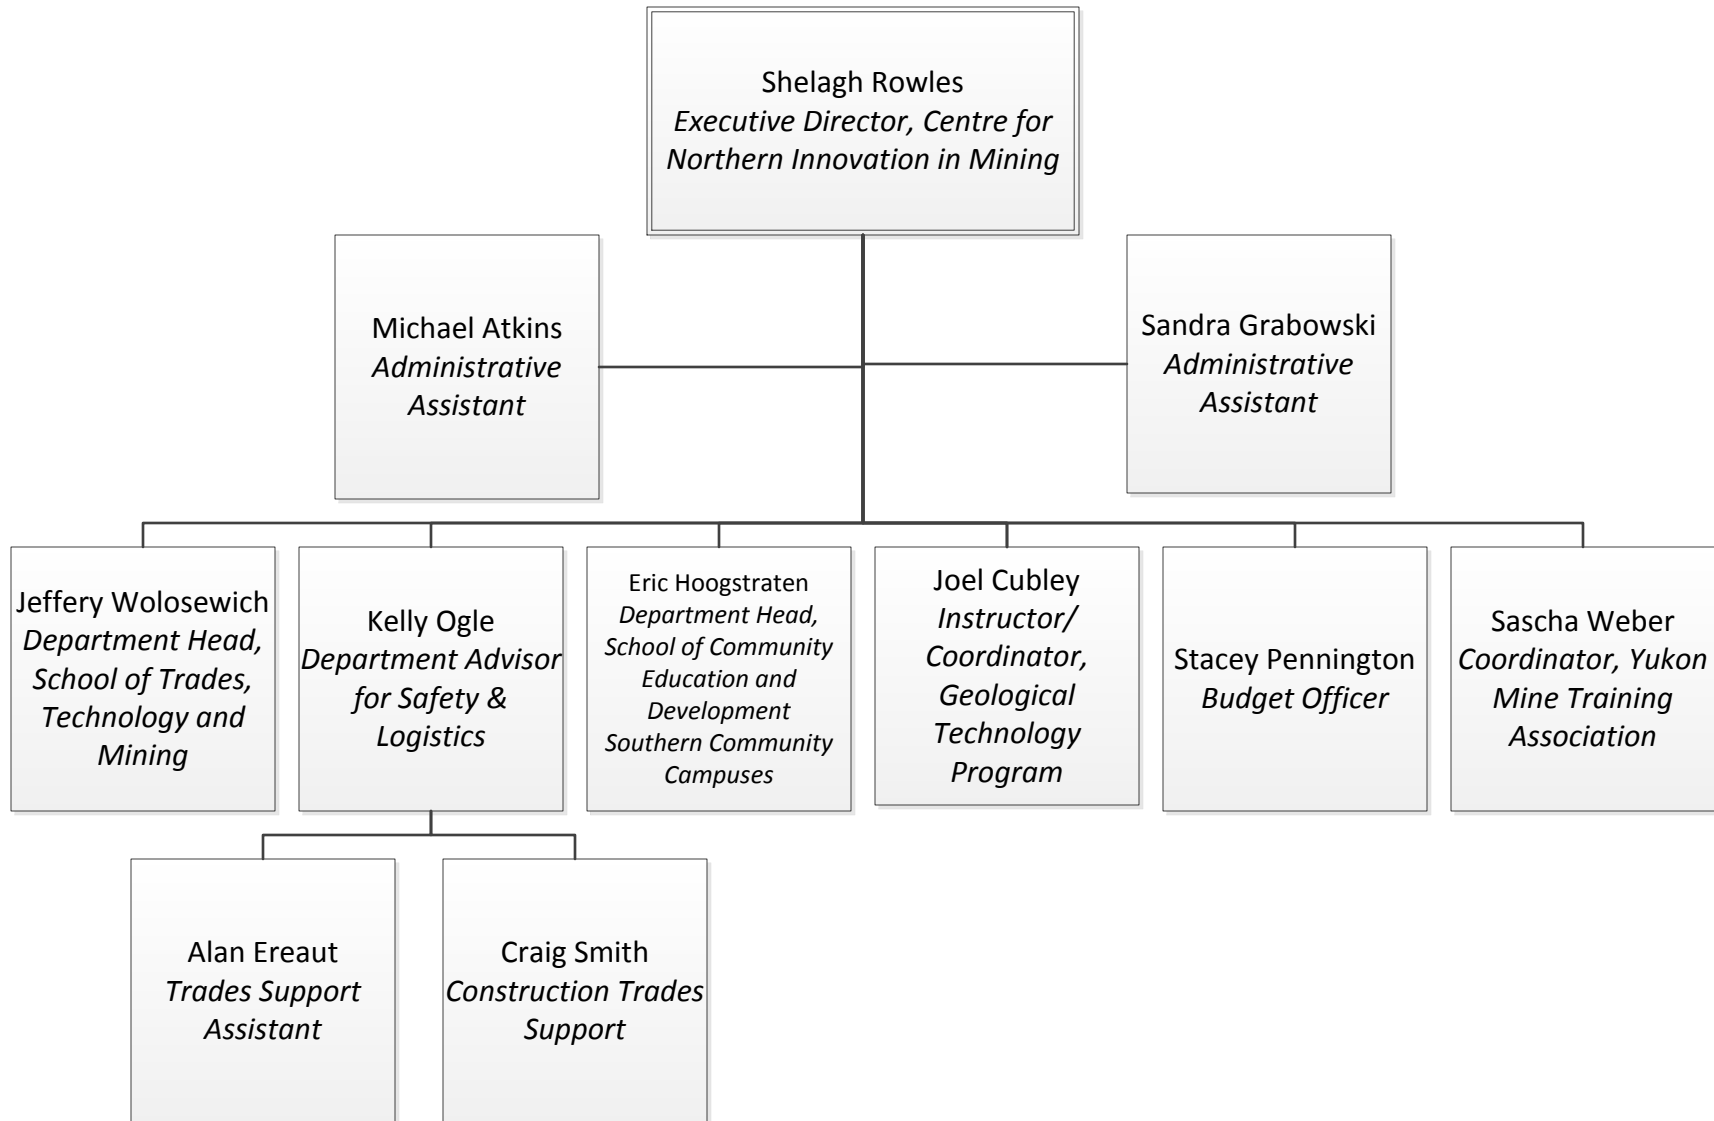 Shelagh Rowles
Executive Director, Centre for
Northern Innovation in Mining
Michael Atkins
Administrative
Assistant
Sandra Grabowski
Administrative
Assistant
Jeffery Wolosewich
Department Head,
School of Trades,
Technology and
Mining
Kelly Ogle
Department Advisor
for Safety &
Logistics
Eric Hoogstraten
Department Head,
School of Community
Education and
Development
Southern Community
Campuses
Joel Cubley
Instructor/
Coordinator,
Geological
Technology
Program
Stacey Pennington
Budget Officer
Sascha Weber
Coordinator, Yukon
Mine Training
Association
Alan Ereaut
Trades Support
Assistant
Craig Smith
Construction Trades
Support